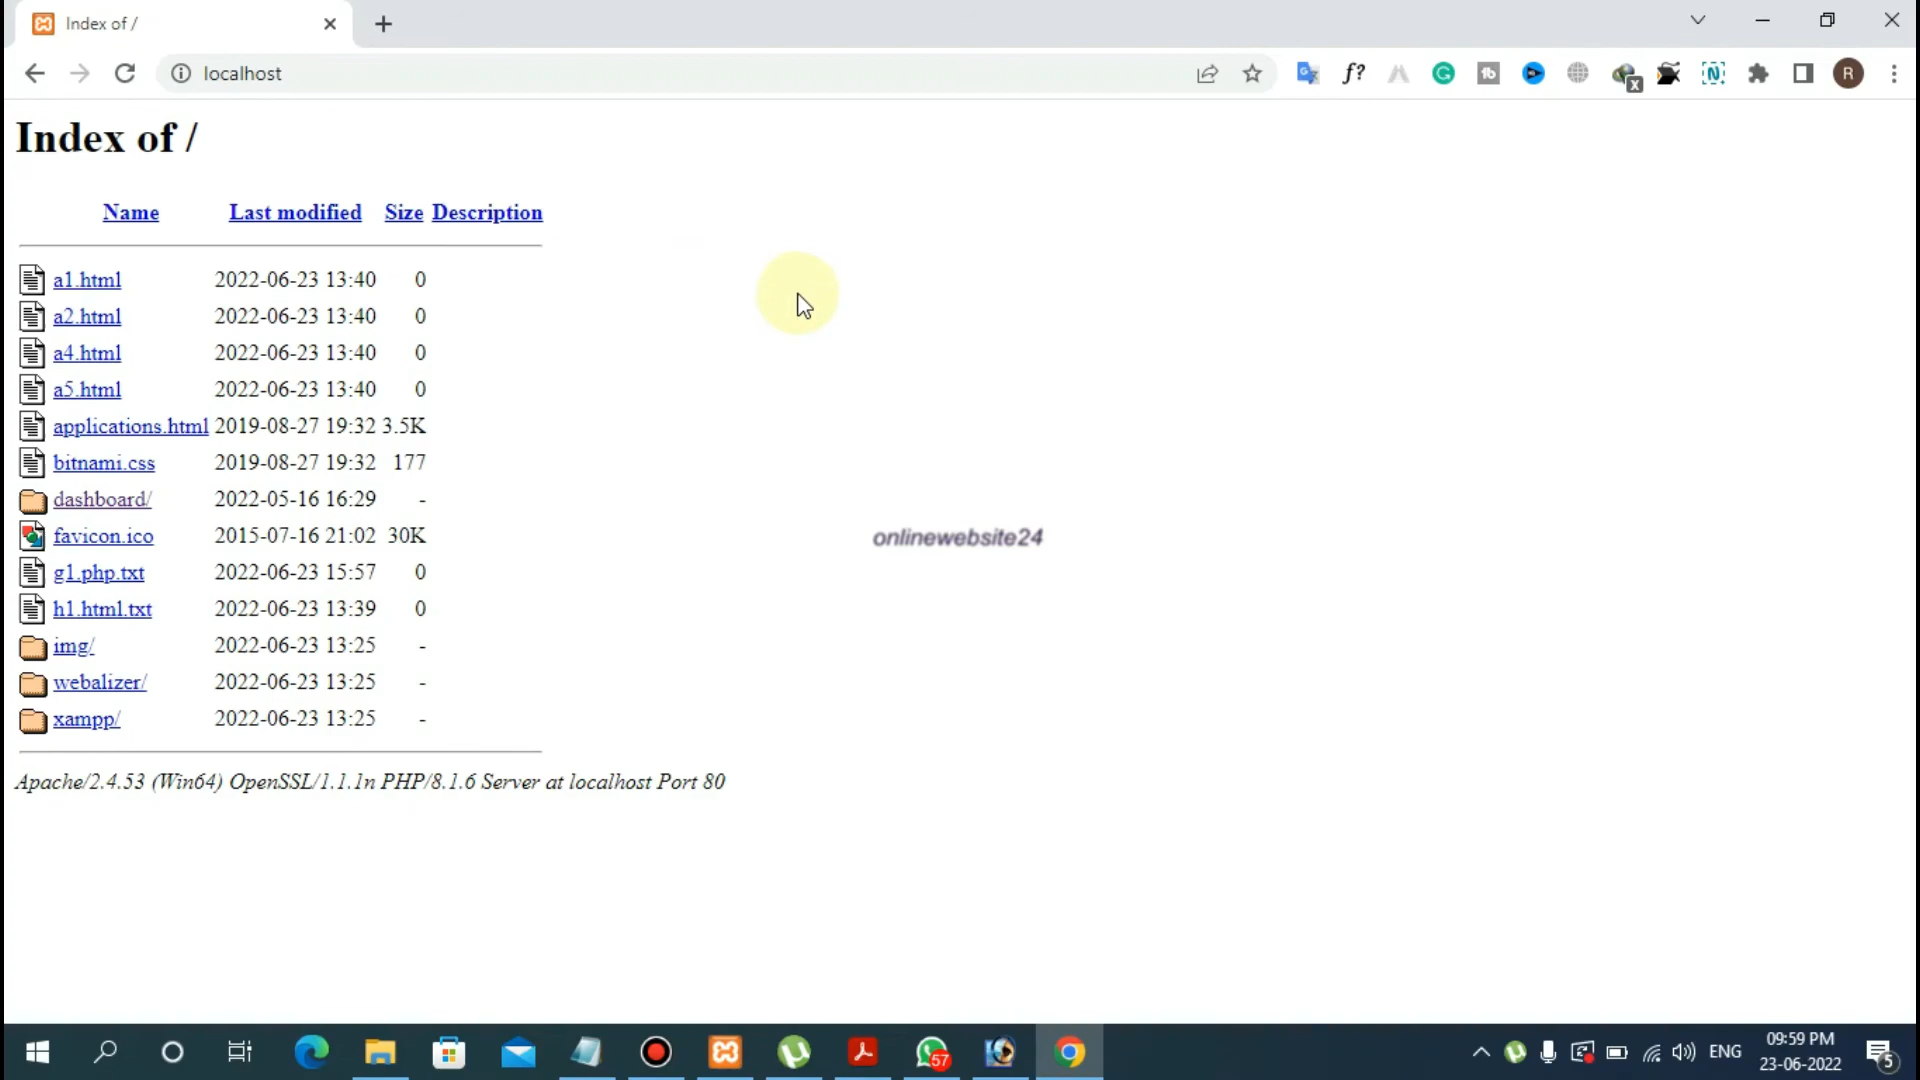 Index of /
localhost
f?
R
Index of /
Name Last modified Size Description
a1.html 2022-06-23 13:40 0
a2.html 2022-06-23 13:40 0
a4.html 2022-06-23 13:40 0
a5.html 2022-06-23 13:40 0
applications.html 2019-08-27 19:32 3.5K
bitnami.css 2019-08-27 19:32 177
dashboard/ 2022-05-16 16:29 -
favicon.ico 2015-07-16 21:02 30K
g1.php.txt 2022-06-23 15:57 0
h1.html.txt 2022-06-23 13:39 0
img/ 2022-06-23 13:25 -
webalizer/ 2022-06-23 13:25 -
xampp/ 2022-06-23 13:25 -
onlinewebsite24
Apache/2.4.53 (Win64) OpenSSL/1.1.1n PHP/8.1.6 Server at localhost Port 80
57
ENG
09:59 PM
23-06-2022
5